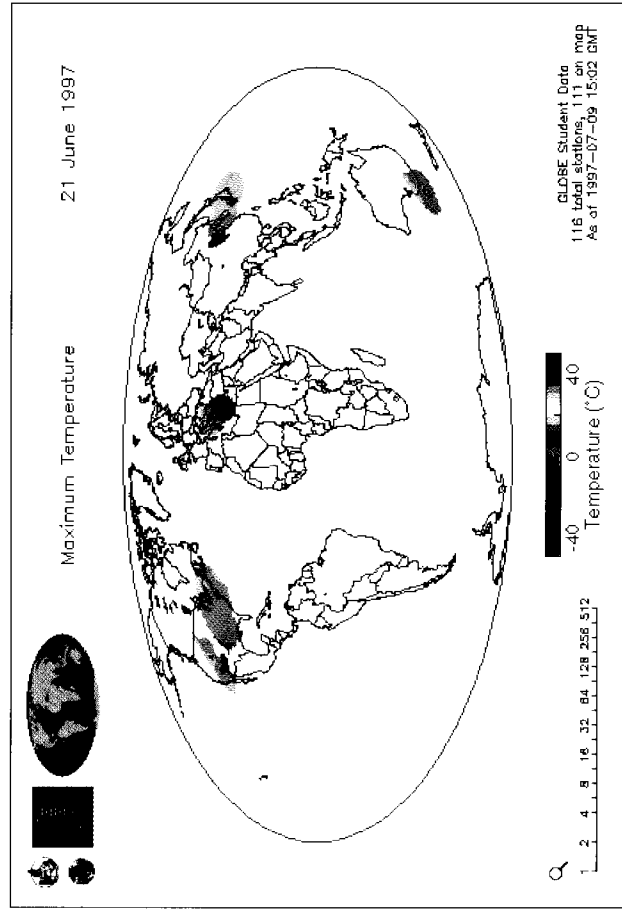 Maximum Temperature 21 June 1997
1 2 4 8 16 32 64 128 256 512
-40 0 40
Temperature (°C)
GLOBE Student Data
116 total stations, 111 on map
As of 1997-07-09 15:02 GMT